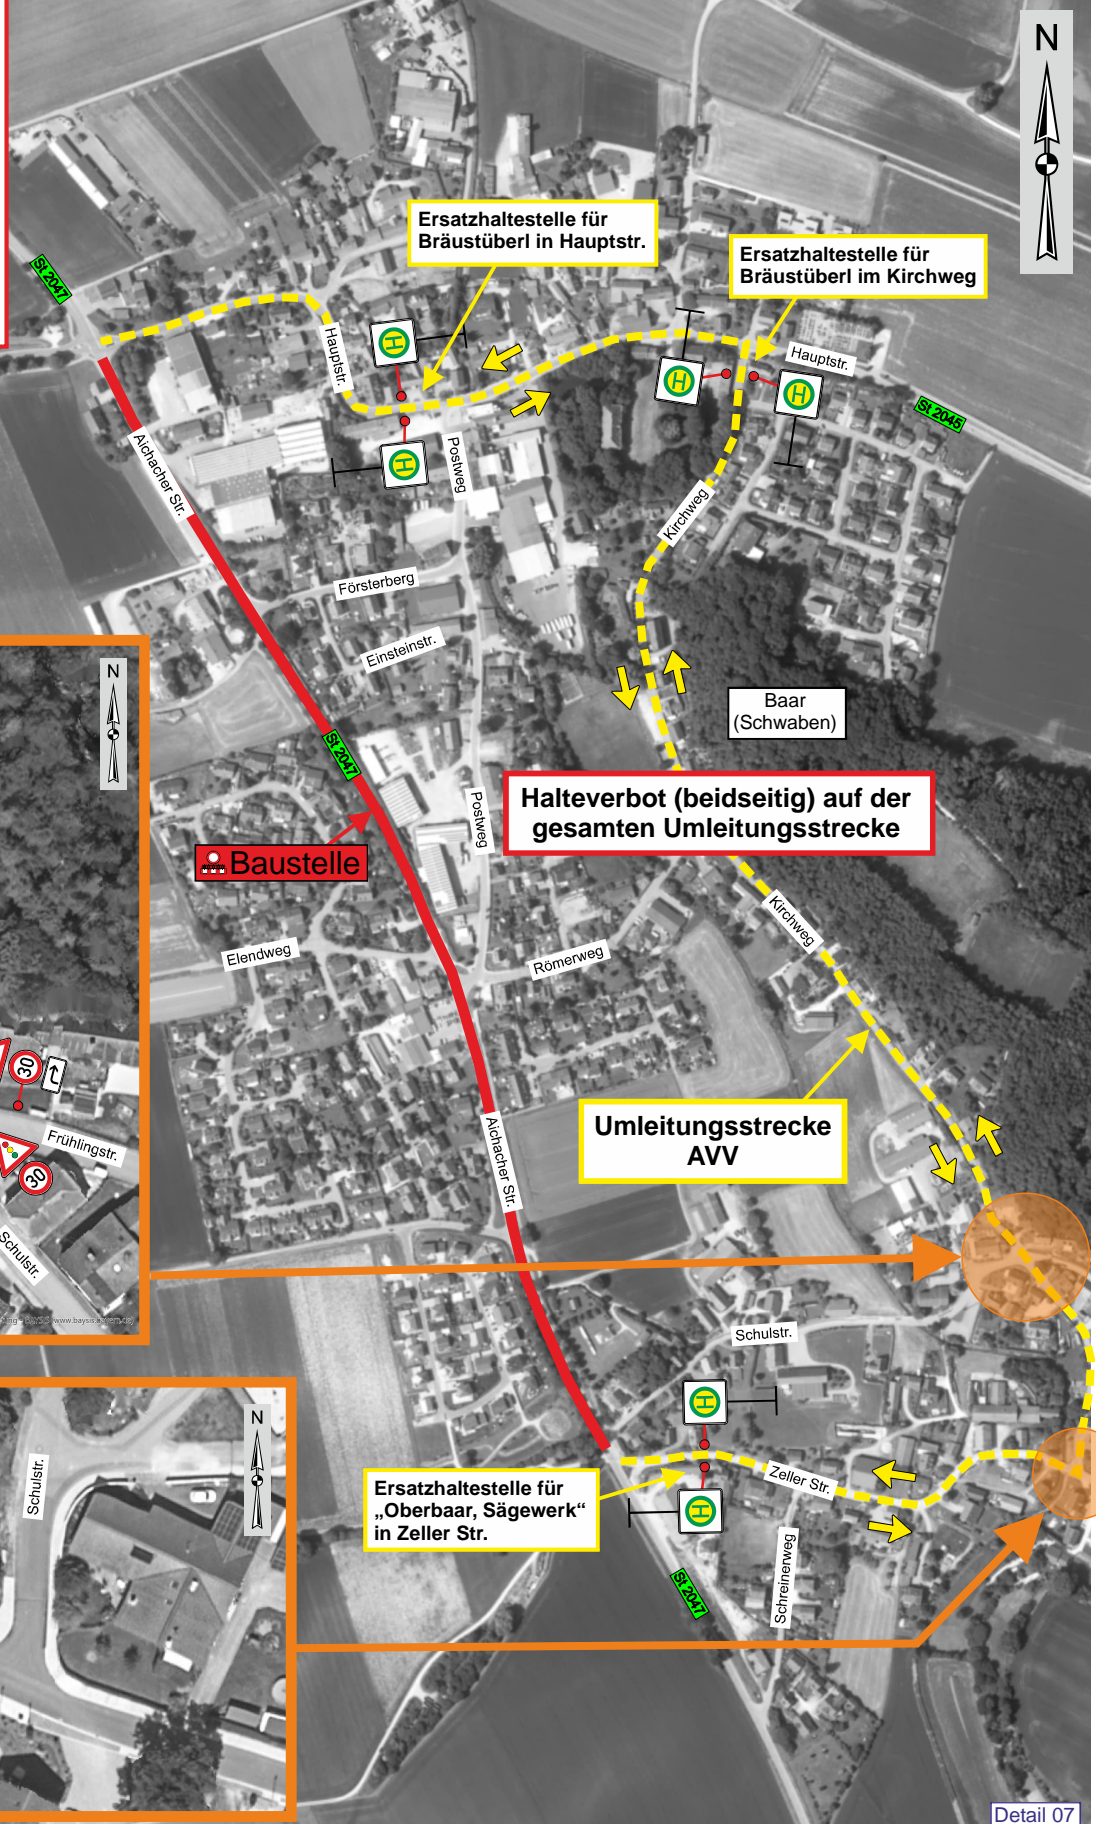 N
Ersatzhaltestelle für
Bräustüberl in Hauptstr.
Ersatzhaltestelle für
Bräustüberl im Kirchweg
St 2047
Hauptstr.
H
H
H
H
Hauptstr.
St 2045
Aichacher Str.
Postweg
Kirchweg
Försterberg
Einsteinstr.
N
Baar
(Schwaben)
St 2047
Halteverbot (beidseitig) auf der
gesamten Umleitungsstrecke
Postweg
Baustelle
Kirchweg
Elendweg
Römerweg
30
Frühlingstr.
30
Schulstr.
Umleitungsstrecke
AVV
Aichacher Str.
Schulstr.
H
H
Ersatzhaltestelle für
„Oberbaar, Sägewerk“
in Zeller Str.
Zeller Str.
Schreinerweg
St 2047
N
Schulstr.
Detail 07